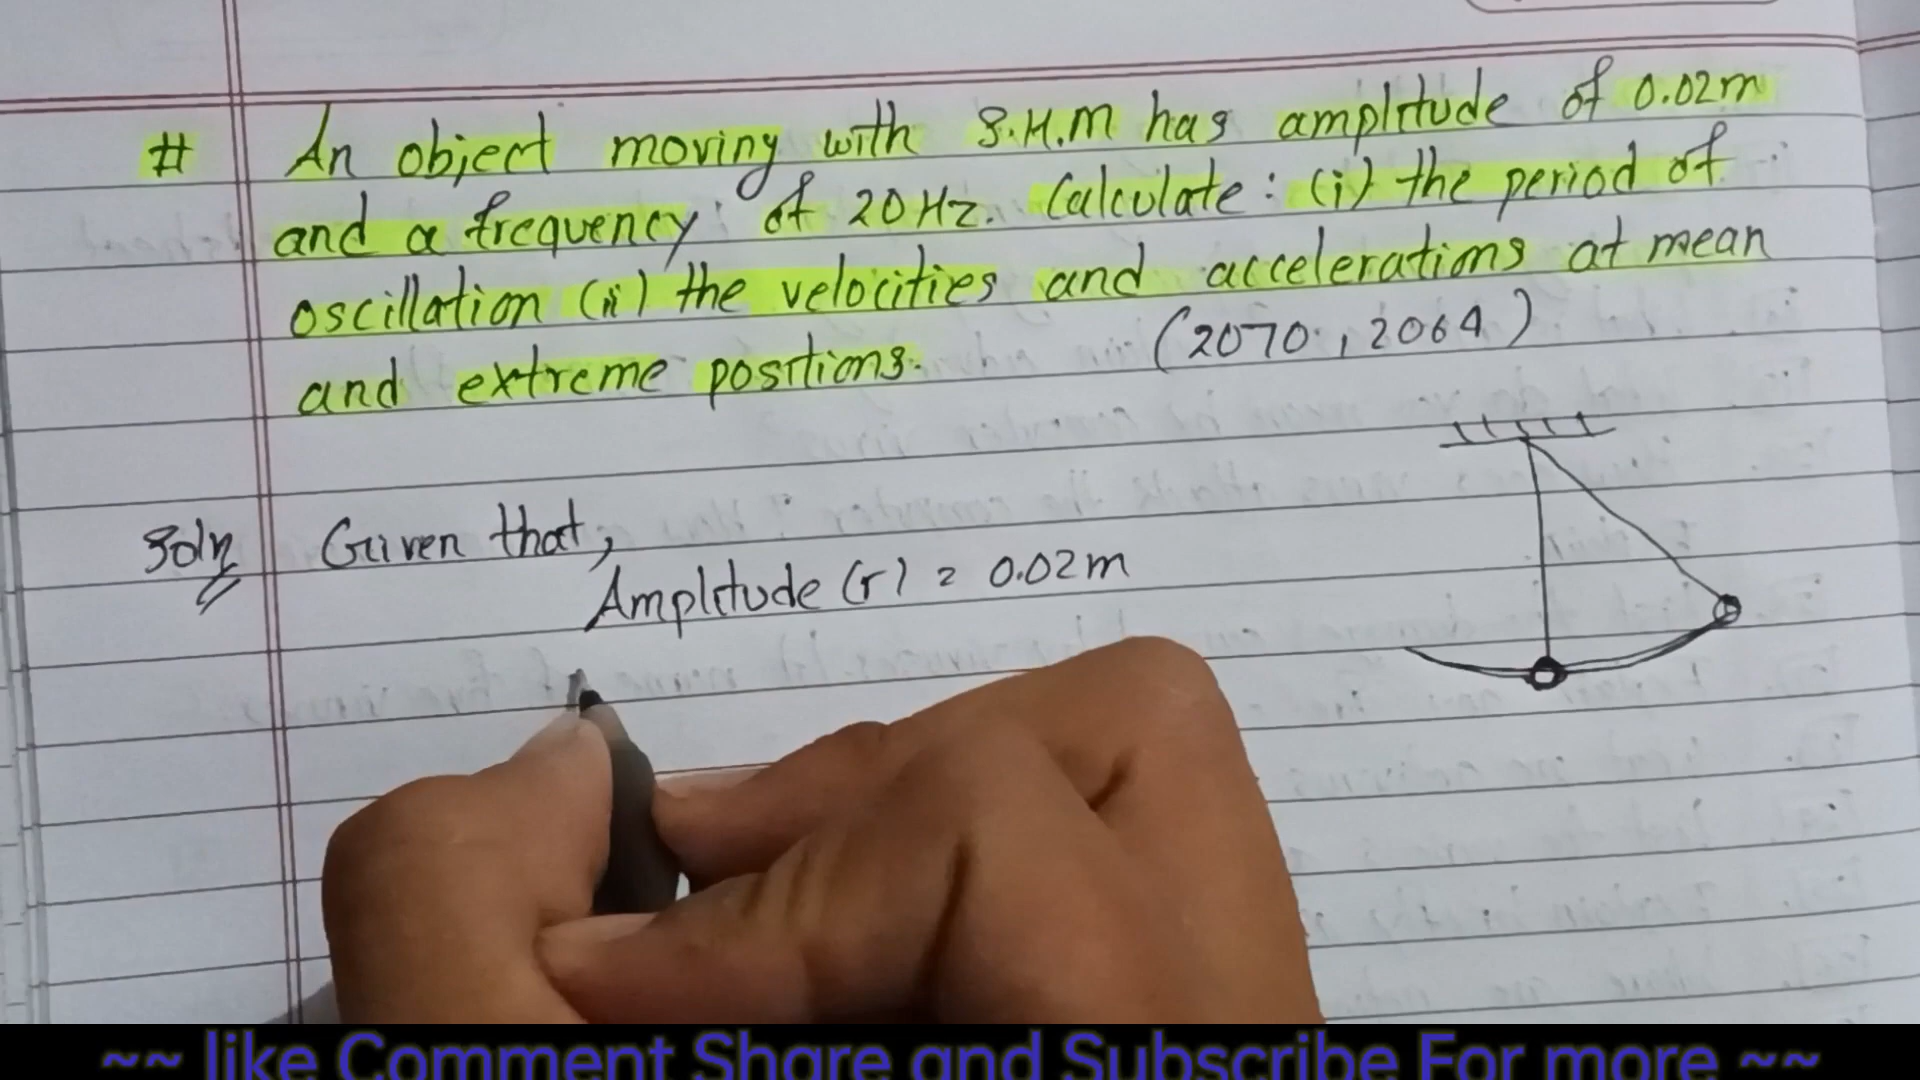 # An object moving with S.H.M has amplitude of 0.02m
and a frequency of 20Hz. Calculate: (i) the period of
oscillation (ii) the velocities and accelerations at mean
and extreme positions. (2070, 2064)
Soln Given that,
Amplitude (r) = 0.02m
~~ like Comment Share and Subscribe For more ~~